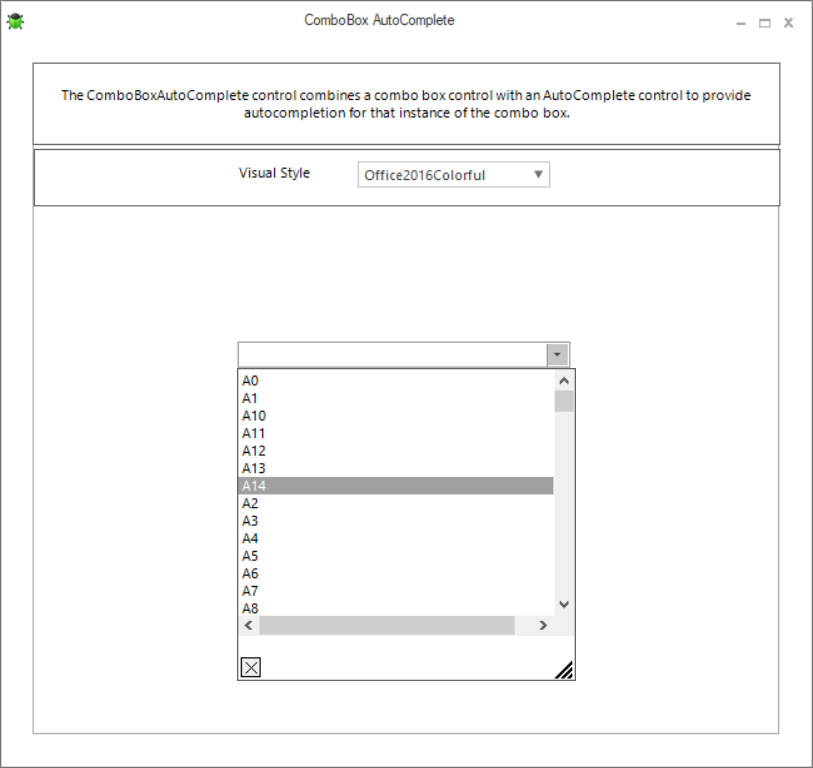 ComboBox AutoComplete
The ComboBoxAutoComplete control combines a combo box control with an AutoComplete control to provide
autocompletion for that instance of the combo box.
Visual Style
Office2016Colorful
A0
A1
A10
A11
A12
A13
A14
A2
A3
A4
A5
A6
A7
A8